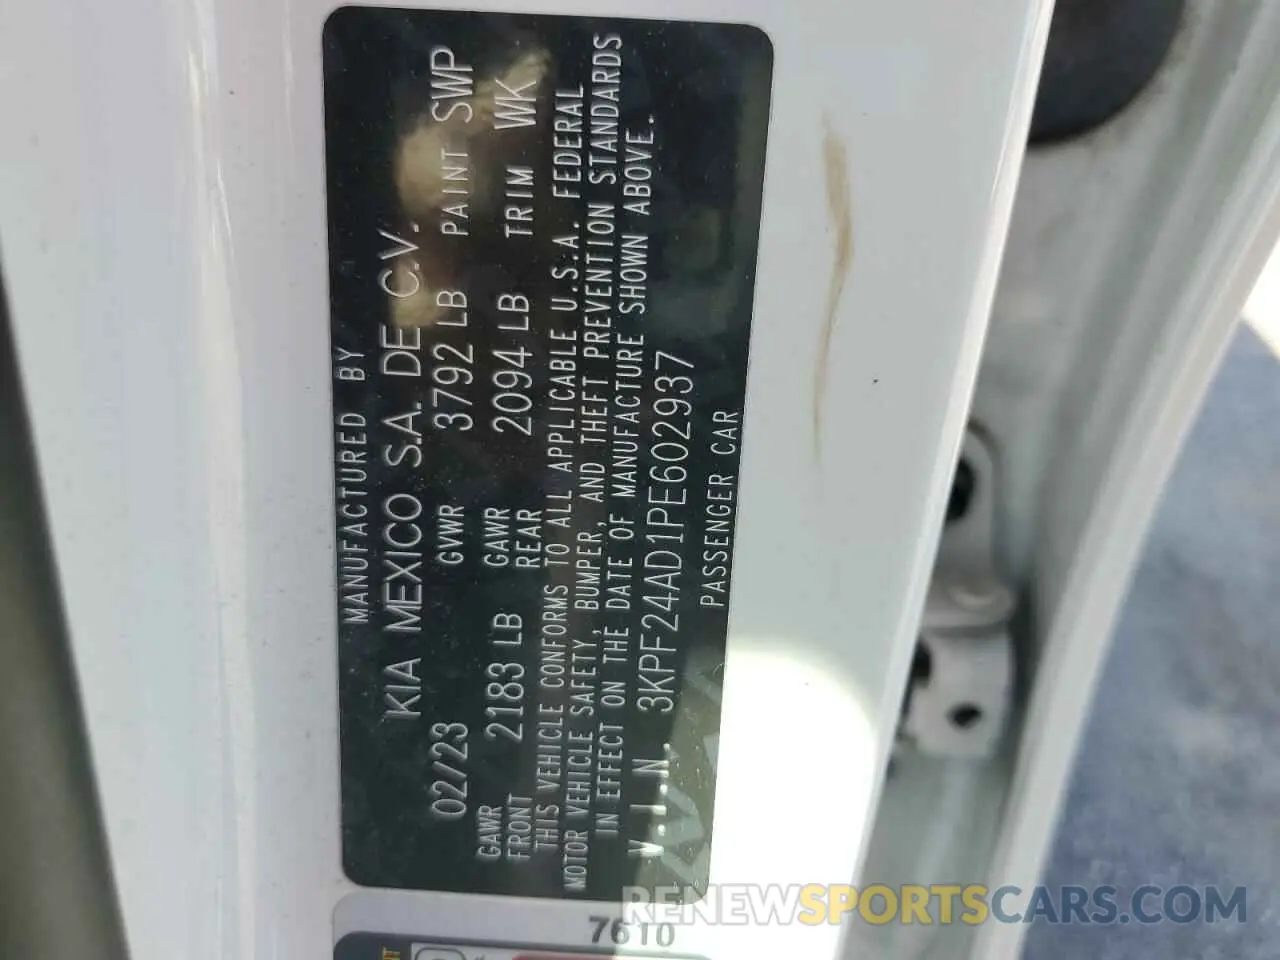 MANUFACTURED BY
KIA MEXICO S.A. DE C.V.
02/23 GVWR 3792 LB PAINT SWP
GAWR FRONT 2183 LB GAWR REAR 2094 LB TRIM WK
THIS VEHICLE CONFORMS TO ALL APPLICABLE U.S.A. FEDERAL
MOTOR VEHICLE SAFETY, BUMPER, AND THEFT PREVENTION STANDARDS
IN EFFECT ON THE DATE OF MANUFACTURE SHOWN ABOVE.
V.I.N. 3KPF24AD1PE602937
PASSENGER CAR
7610
RENEWSPORTSCARS.COM